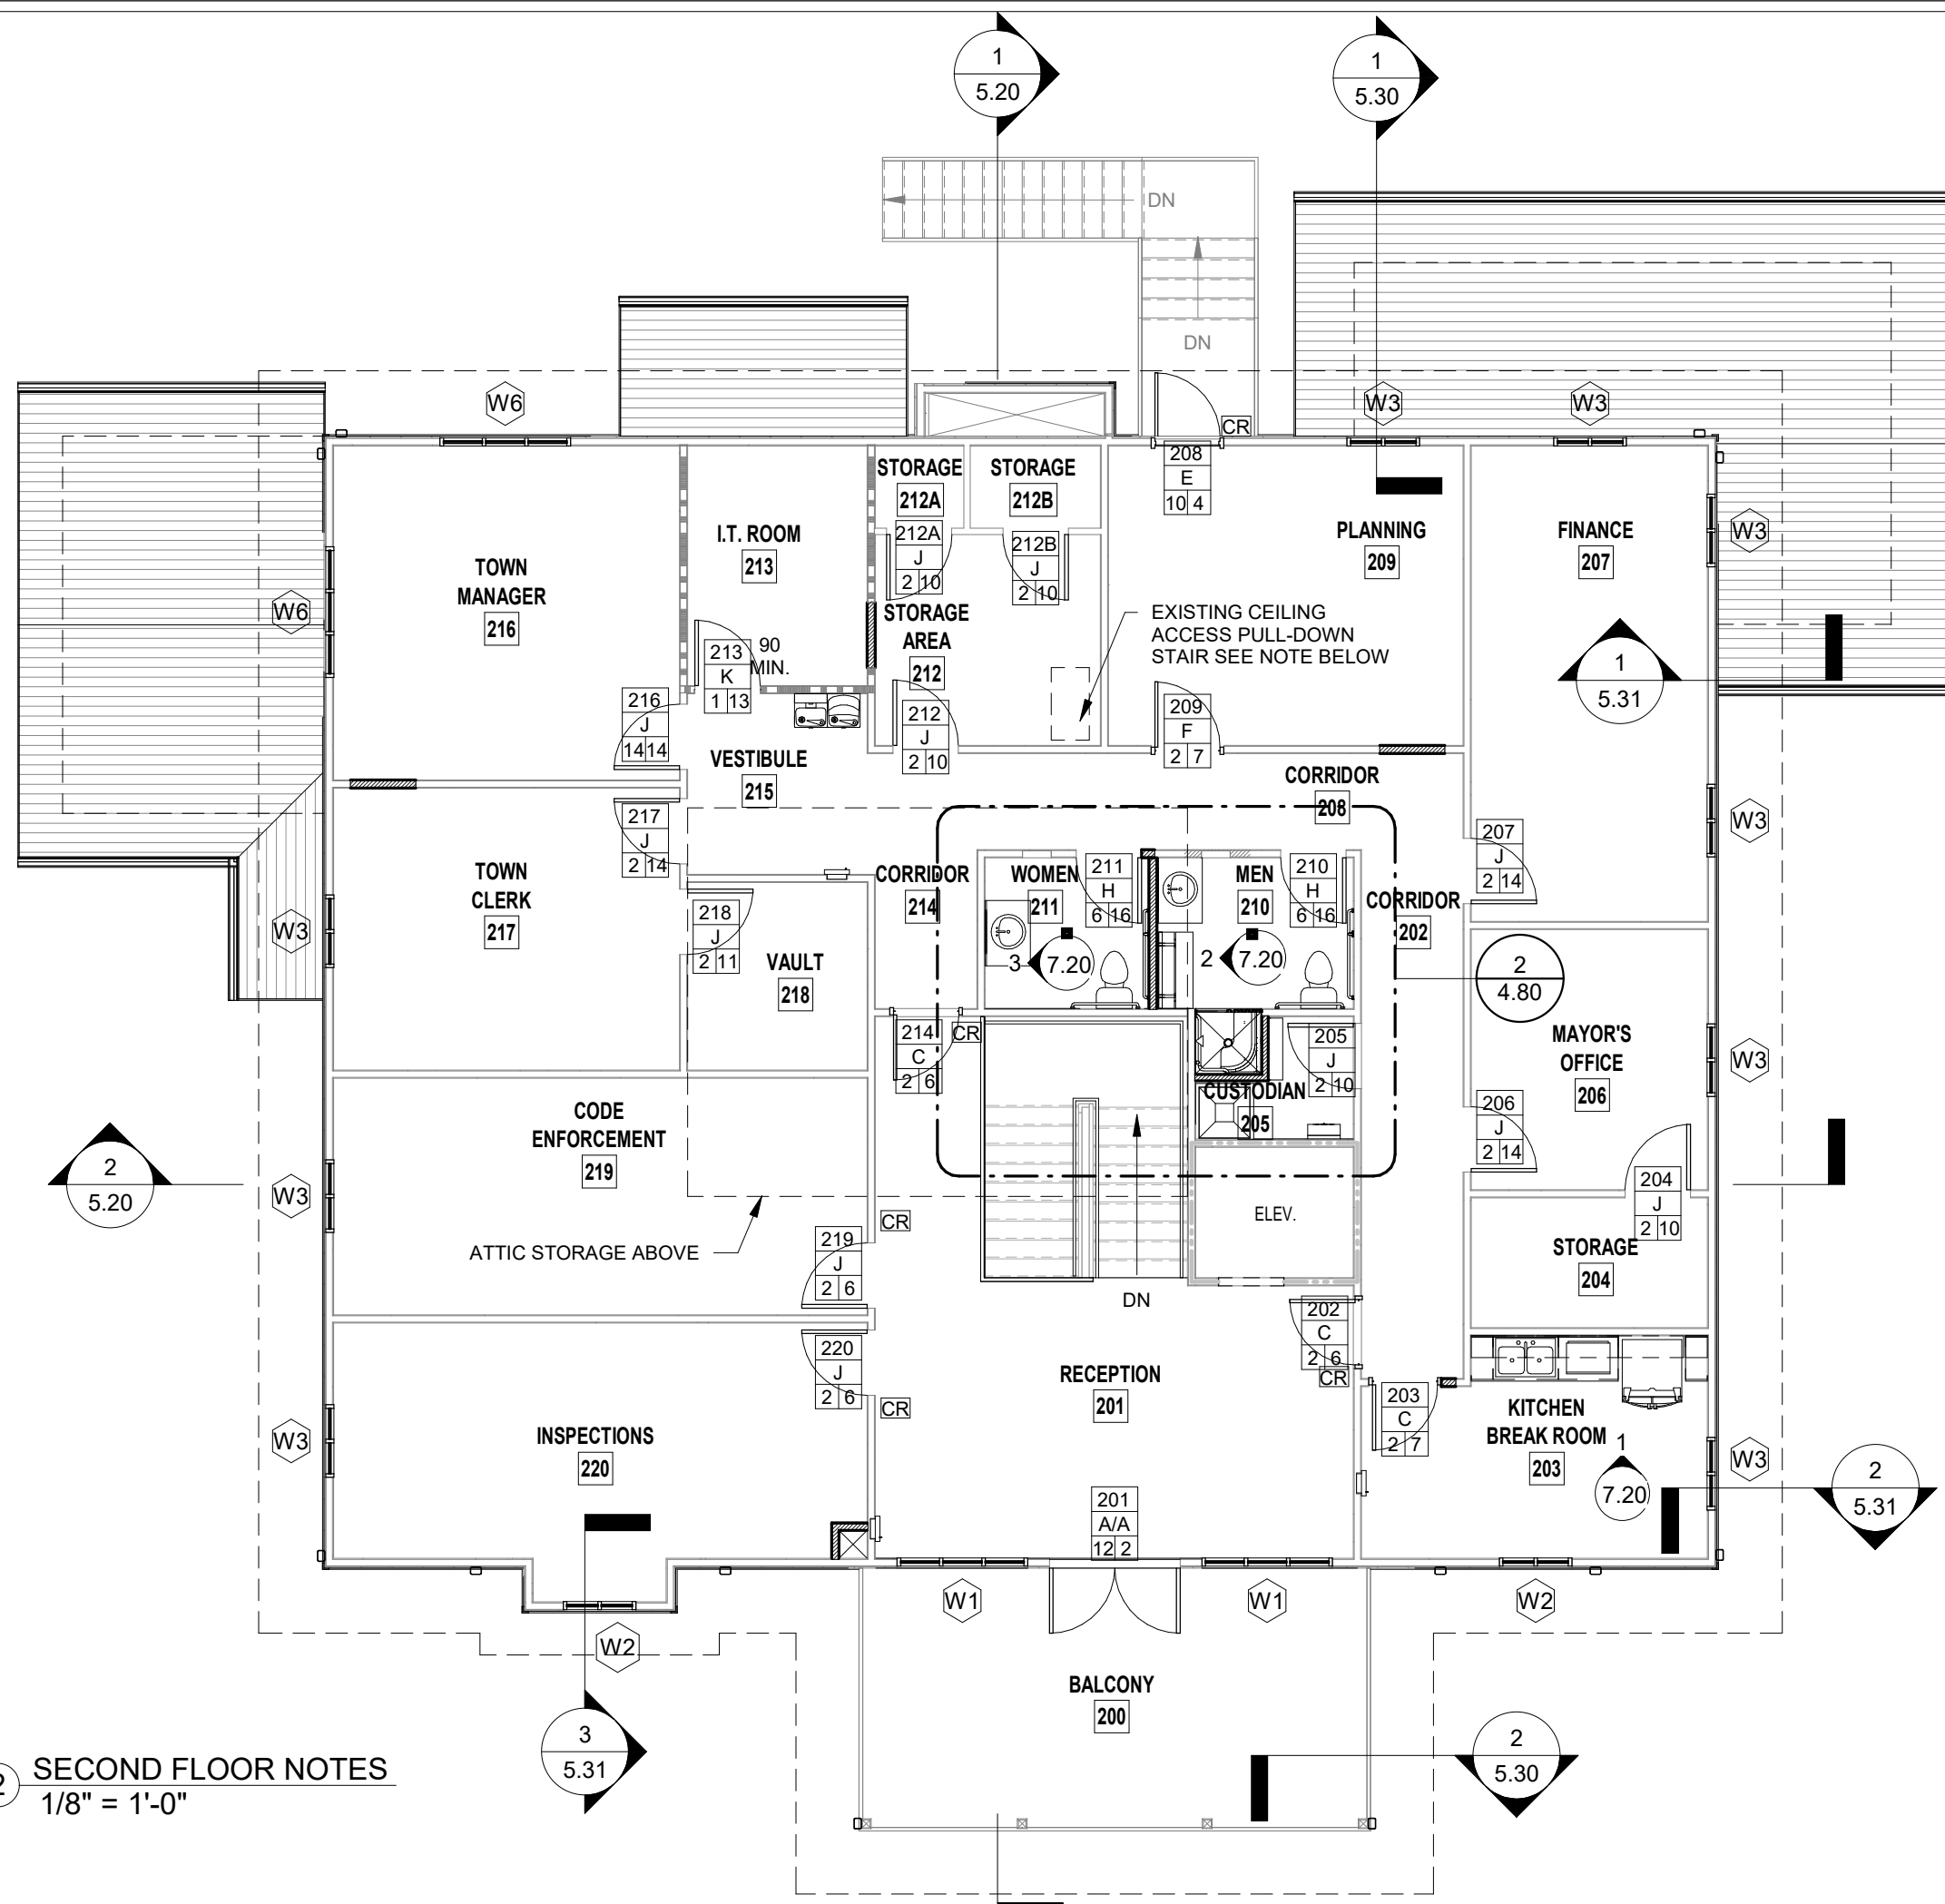 1
5.20
1
5.30
DN
DN
W6
W3
W3
CR
208
E
10 4
STORAGE
212A
STORAGE
212B
212A
J
2 10
212B
J
2 10
I.T. ROOM
213
PLANNING
209
FINANCE
207
W3
TOWN
MANAGER
216
W6
STORAGE
AREA
212
EXISTING CEILING
ACCESS PULL-DOWN
STAIR SEE NOTE BELOW
213
K
1 13
90
MIN.
1
5.31
216
J
14 14
212
J
2 10
209
F
2 7
VESTIBULE
215
CORRIDOR
208
217
J
2 14
207
J
2 14
W3
TOWN
CLERK
217
W3
218
J
2 11
CORRIDOR
214
WOMEN
211
211
H
6 16
MEN
210
210
H
6 16
CORRIDOR
202
VAULT
218
3
7.20
2
7.20
2
4.80
214
C
2 6
CR
205
J
2 10
MAYOR'S
OFFICE
206
W3
CUSTODIAN
205
206
J
2 14
CODE
ENFORCEMENT
219
2
5.20
W3
204
J
2 10
ELEV.
CR
ATTIC STORAGE ABOVE
219
J
2 6
STORAGE
204
DN
202
C
2 6
CR
220
J
2 6
RECEPTION
201
CR
203
C
2 7
KITCHEN
BREAK ROOM
203
1
7.20
W3
INSPECTIONS
220
W3
2
5.31
201
A/A
12 2
W1
W1
W2
W2
BALCONY
200
3
5.31
2
5.30
2
SECOND FLOOR NOTES
1/8" = 1'-0"